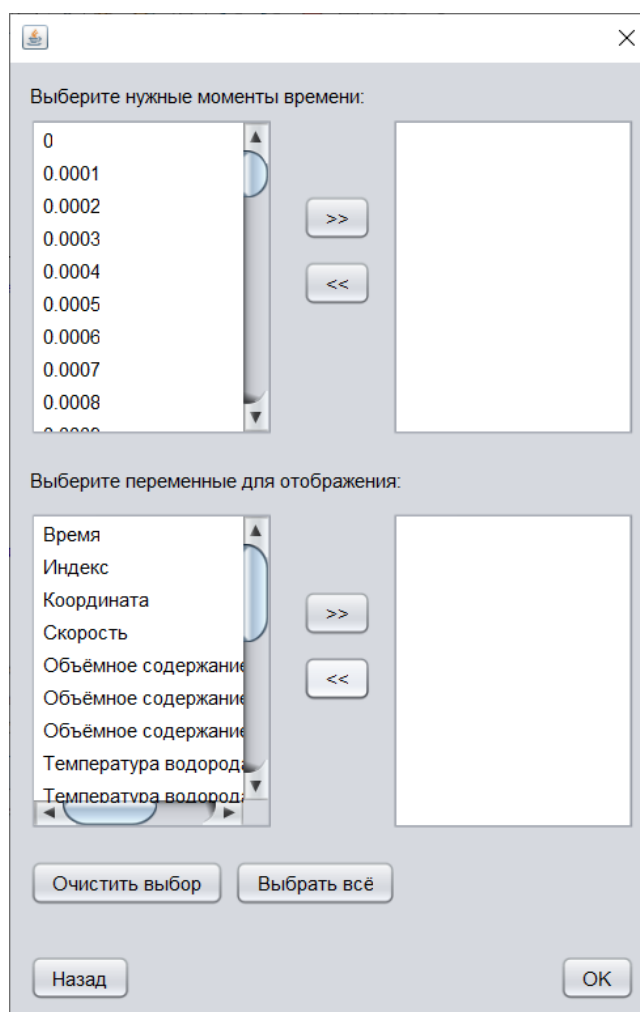 Выберите нужные моменты времени:
0
0.0001
0.0002
0.0003
0.0004
0.0005
0.0006
0.0007
0.0008
>>
<<
Выберите переменные для отображения:
Время
Индекс
Координата
Скорость
Объёмное содержание
Объёмное содержание
Объёмное содержание
Температура водорода
Температура водорода
>>
<<
Очистить выбор
Выбрать всё
Назад
OK